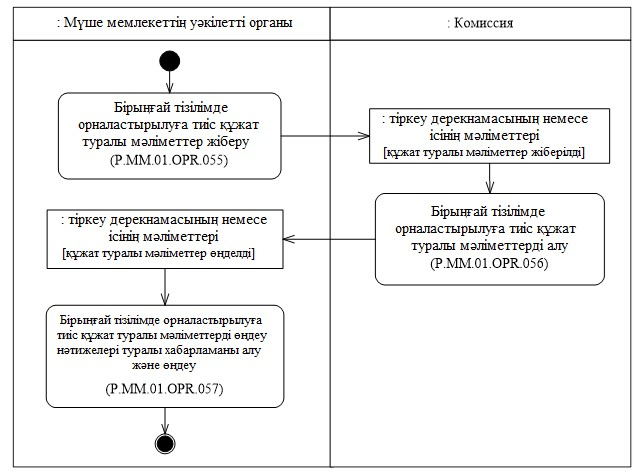 : Мүше мемлекеттің уәкілетті органы
: Комиссия
Бірыңғай тізілімде
орналастырылуға тиіс құжат
туралы мәліметтер жіберу
(P.MM.01.OPR.055)
: тіркеу дерекнамасының немесе
ісінің мәліметтері
[құжат туралы мәліметтер жіберілді]
Бірыңғай тізілімде
орналастырылуға тиіс құжат
туралы мәліметтерді алу
(P.MM.01.OPR.056)
: тіркеу дерекнамасының немесе
ісінің мәліметтері
[құжат туралы мәліметтер өңделді]
Бірыңғай тізілімде орналастырылуға
тиіс құжат туралы мәліметтерді өңдеу
нәтижелері туралы хабарламаны алу
және өңдеу
(P.MM.01.OPR.057)